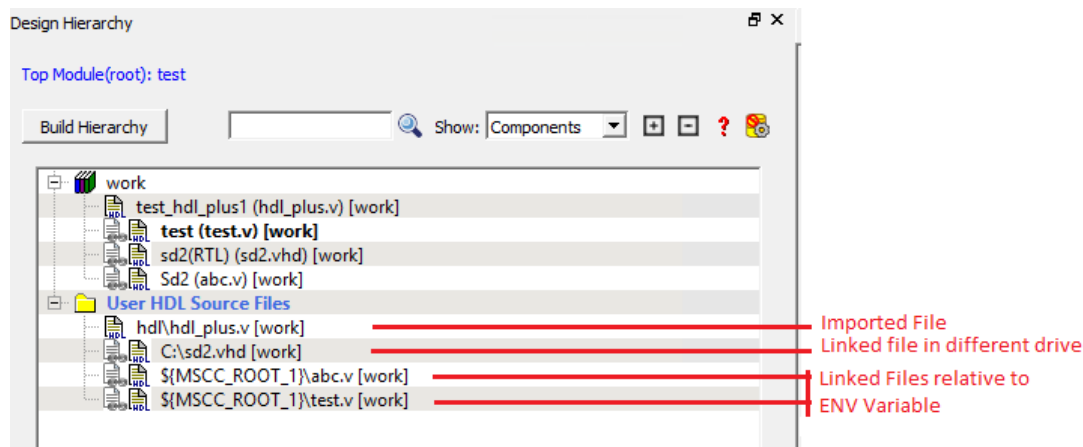 Design Hierarchy
Top Module(root): test
Build Hierarchy
Show: Components
work
test_hdl_plus1 (hdl_plus.v) [work]
test (test.v) [work]
sd2(RTL) (sd2.vhd) [work]
Sd2 (abc.v) [work]
User HDL Source Files
hdl\hdl_plus.v [work]
Imported File
C:\sd2.vhd [work]
Linked file in different drive
${MSCC_ROOT_1}\abc.v [work]
Linked Files relative to
${MSCC_ROOT_1}\test.v [work]
ENV Variable